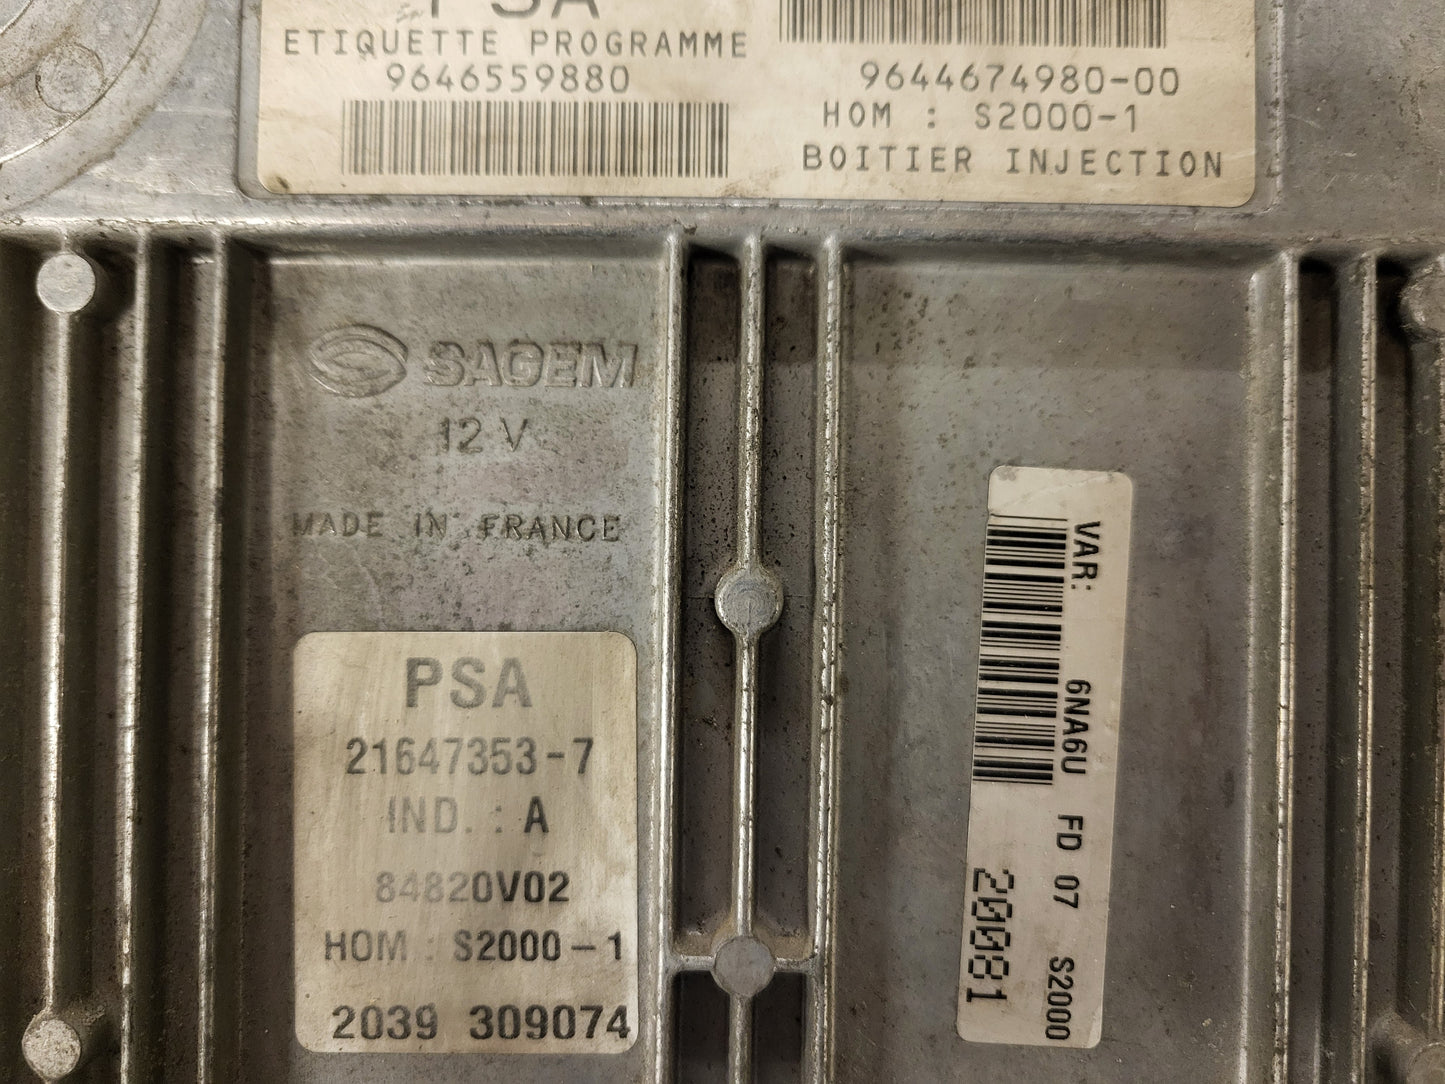 PSA
ETIQUETTE PROGRAMME
9646559880
9644674980-00
HOM : S2000-1
BOITIER INJECTION
SAGEM
12 V
MADE IN FRANCE
PSA
21647353-7
IND. : A
84820V02
HOM : S2000-1
2039 309074
VAR: 6NA6U FD 07 S2000
20081